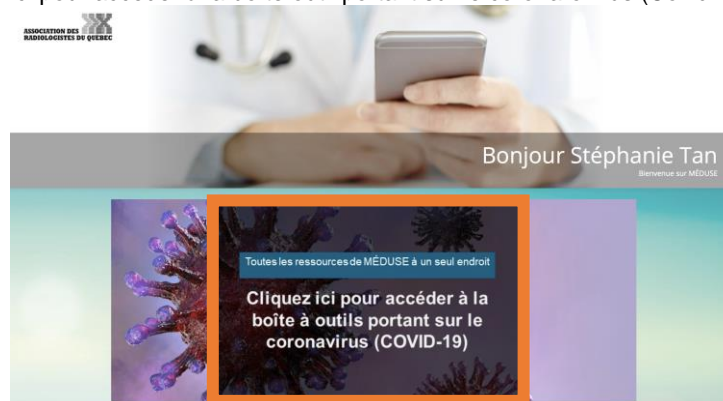 ASSOCIATION DES
RADIOLOGISTES DU QUÉBEC
Bonjour Stéphanie Tan
Bienvenue sur MÉDUSE
Toutes les ressources de MÉDUSE à un seul endroit
Cliquez ici pour accéder à la
boîte à outils portant sur le
coronavirus (COVID-19)